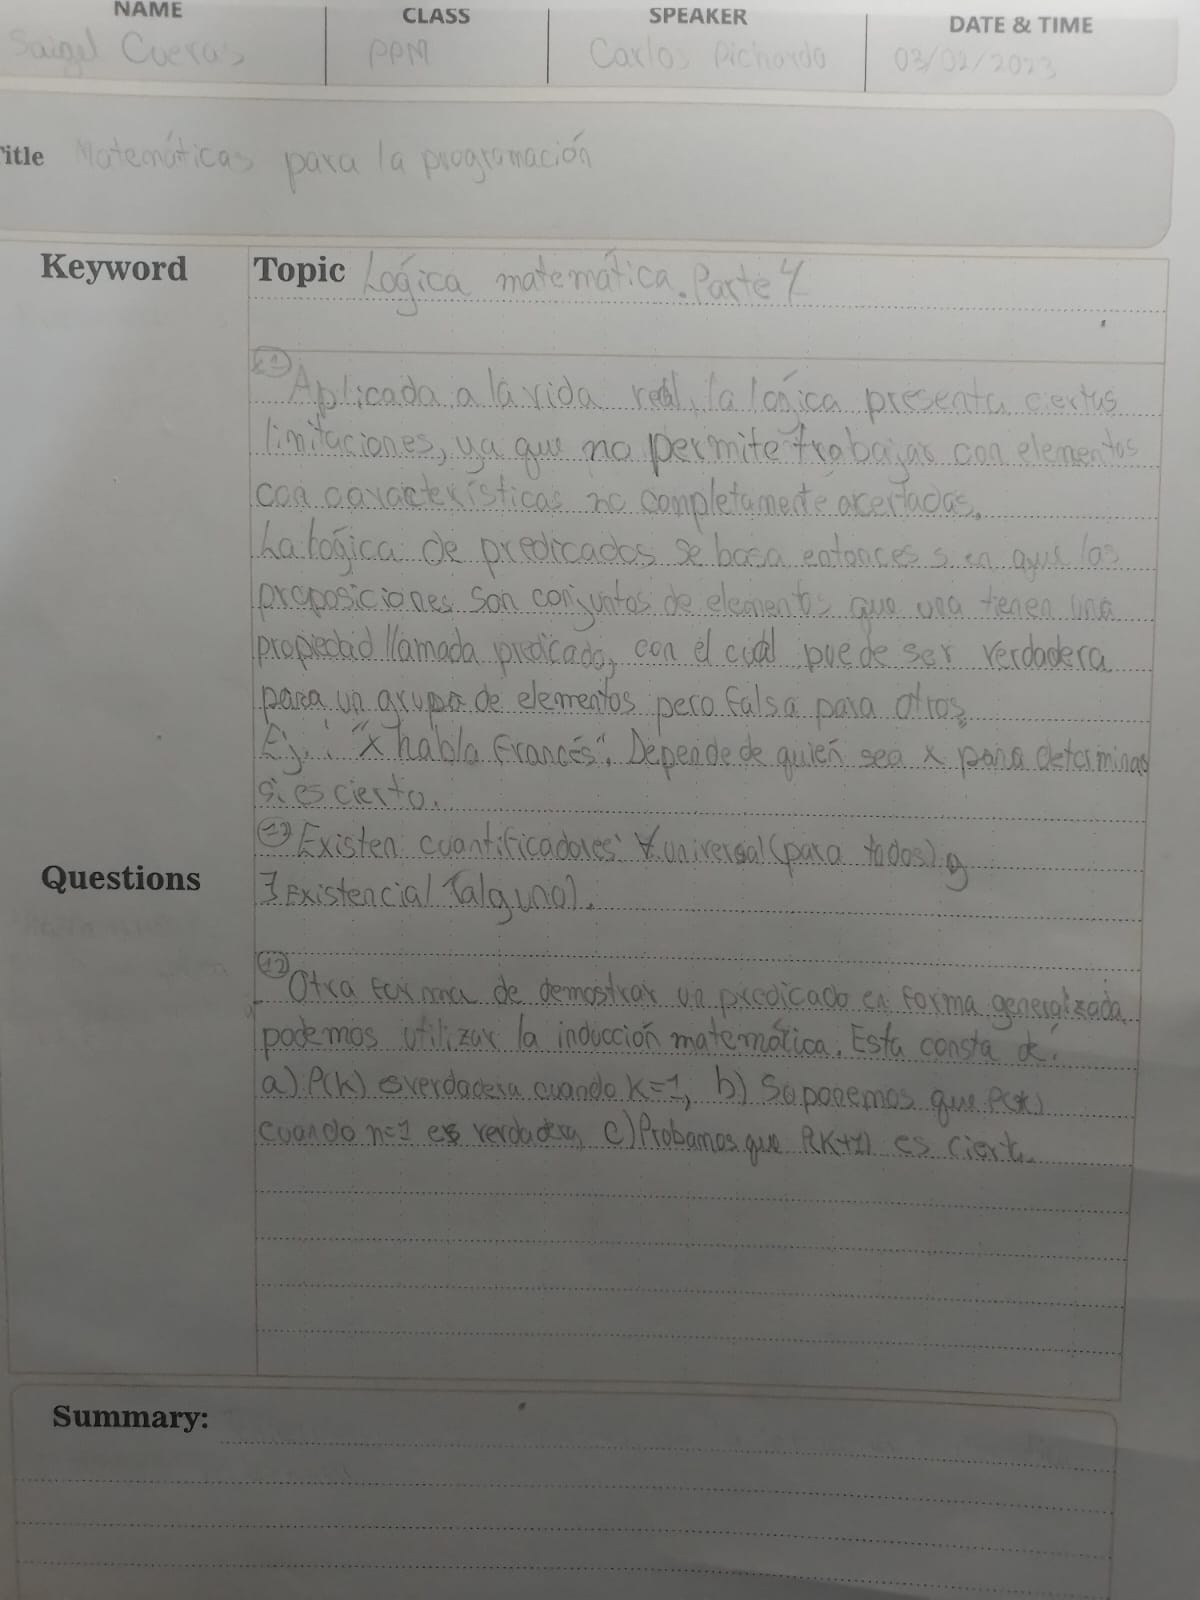 NAME CLASS SPEAKER DATE & TIME
Saigel Cuevas PPM Carlos Pichardo 03/02/2023
Title Matemáticas para la programación
Keyword Topic Lógica matemática. Parte 4
Aplicada a la vida real, la lógica presenta ciertas
limitaciones, ya que no permite trabajar con elementos
con características no completamente acertadas.
La lógica de predicados se basa entonces s en que las
proposiciones son conjuntos de elementos que una tienen una
propiedad llamada predicado, con el cual puede ser verdadera
para un grupo de elementos pero falsa para otros.
Ej.: "x habla Francés". Depende de quién sea x para determinar
si es cierto.
Existen cuantificadores: ∀ universal (para todos) y
Questions ∃ Existencial (alguno).
Otra forma de demostrar un predicado en forma generalizada
podemos utilizar la inducción matemática. Esta consta de:
a) P(K) es verdadera cuando K=1, b) Suponemos que P(K)
cuando n=1 es verdadera, c) Probamos que P(K+1) es cierto.
Summary: